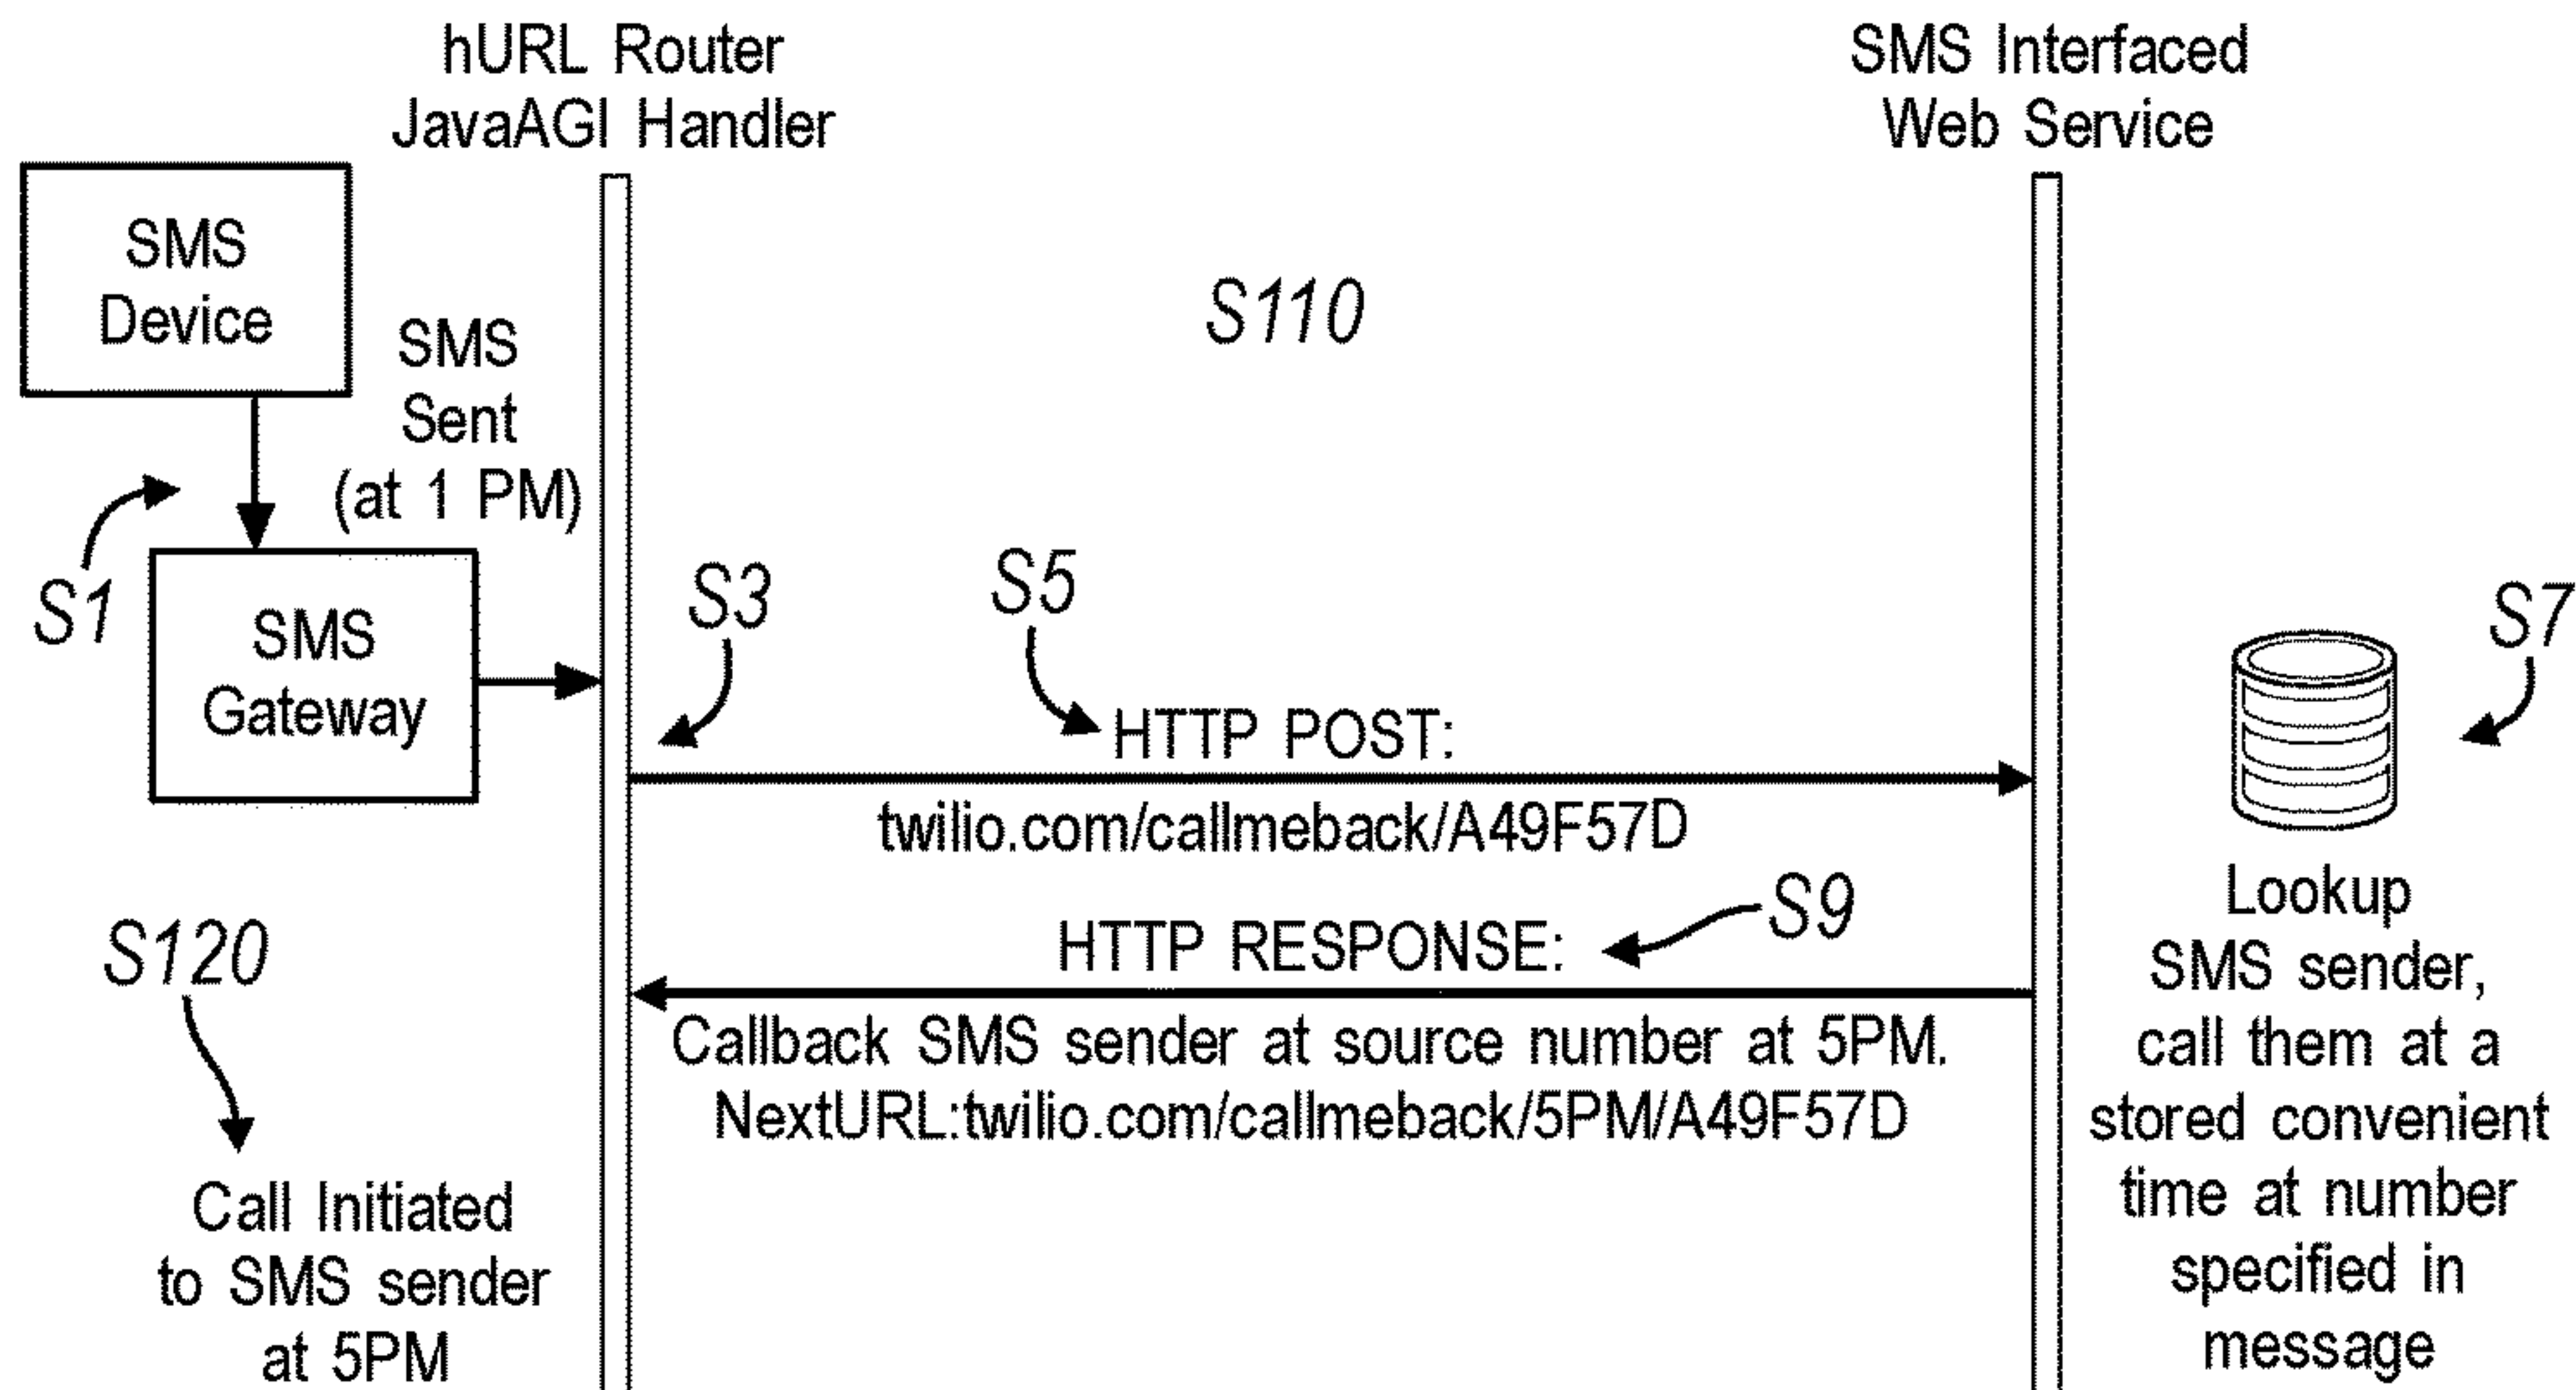 hURL Router
JavaAGI Handler
SMS Interfaced
Web Service
SMS
Device
SMS
Sent
(at 1 PM)
S110
S1
SMS
Gateway
S3
S5
S7
HTTP POST:
twilio.com/callmeback/A49F57D
S9
HTTP RESPONSE:
Callback SMS sender at source number at 5PM.
NextURL:twilio.com/callmeback/5PM/A49F57D
Lookup
SMS sender,
call them at a
stored convenient
time at number
specified in
message
S120
Call Initiated
to SMS sender
at 5PM